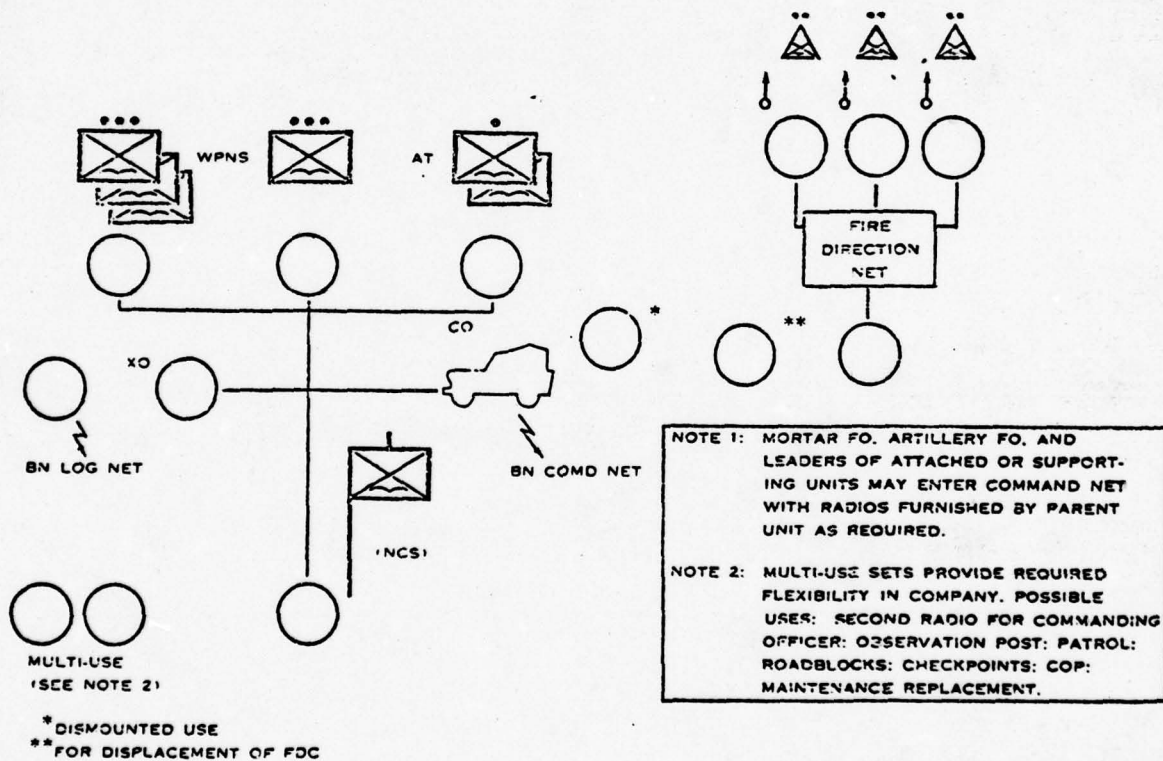 WPNS
AT
FIRE
DIRECTION
NET
CO
*
**
XO
BN LOG NET
BN COMD NET
(NCS)
MULTI-USE
(SEE NOTE 2)
*DISMOUNTED USE
**FOR DISPLACEMENT OF FDC
NOTE 1: MORTAR FO. ARTILLERY FO. AND
LEADERS OF ATTACHED OR SUPPORT-
ING UNITS MAY ENTER COMMAND NET
WITH RADIOS FURNISHED BY PARENT
UNIT AS REQUIRED.
NOTE 2: MULTI-USE SETS PROVIDE REQUIRED
FLEXIBILITY IN COMPANY. POSSIBLE
USES: SECOND RADIO FOR COMMANDING
OFFICER: OBSERVATION POST: PATROL:
ROADBLOCKS: CHECKPOINTS: COP:
MAINTENANCE REPLACEMENT.